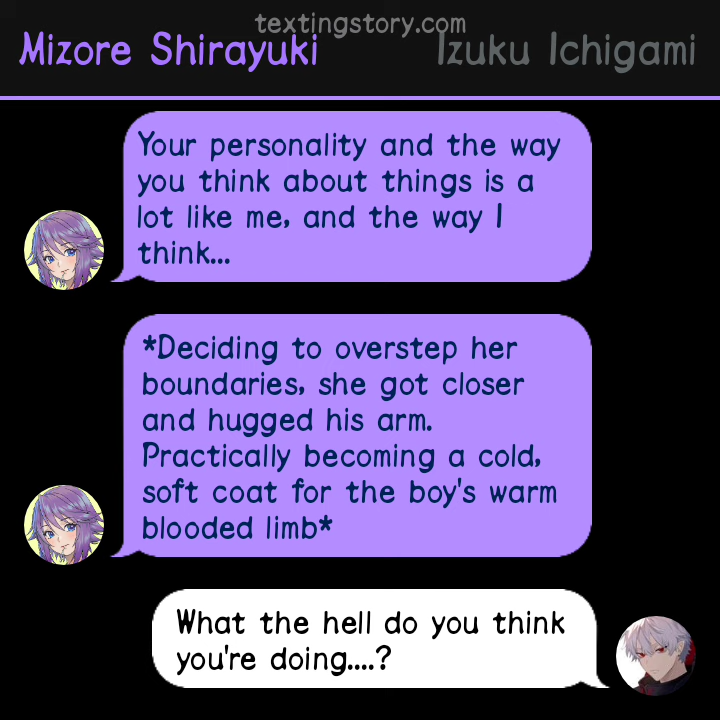 textingstory.com
Mizore Shirayuki
Izuku Ichigami
Your personality and the way
you think about things is a
lot like me, and the way I
think...
*Deciding to overstep her
boundaries, she got closer
and hugged his arm.
Practically becoming a cold,
soft coat for the boy's warm
blooded limb*
What the hell do you think
you're doing....?